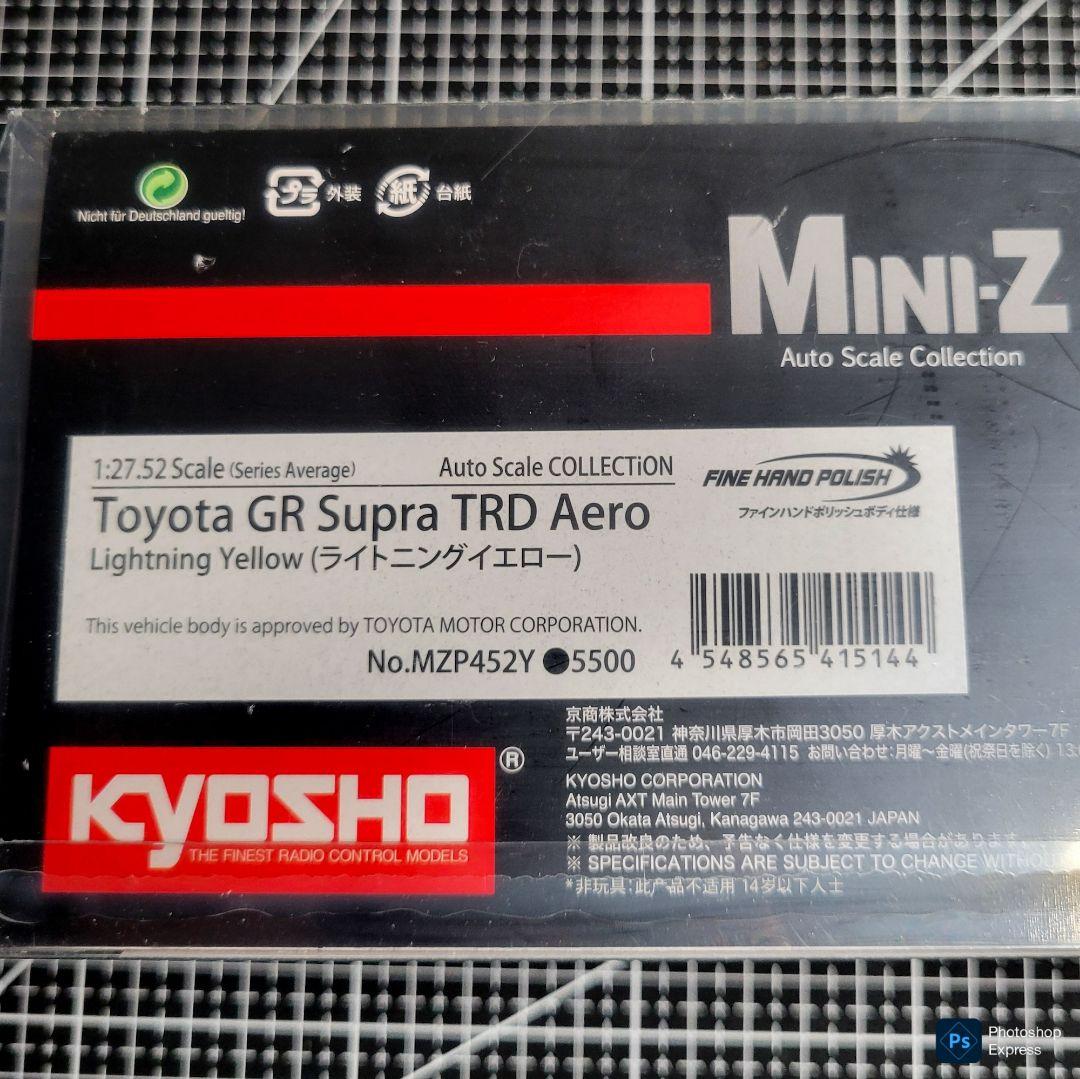 Nicht für Deutschland gueltig!
プラ 外装 紙 台紙
MINI-Z
Auto Scale Collection
1:27.52 Scale (Series Average) Auto Scale COLLECTiON
Toyota GR Supra TRD Aero
Lightning Yellow (ライトニングイエロー)
FINE HAND POLISH
ファインハンドポリッシュボディ仕様
This vehicle body is approved by TOYOTA MOTOR CORPORATION.
No.MZP452Y ●5500
4 548565 415144
京商株式会社
〒243-0021 神奈川県厚木市岡田3050 厚木アクストメインタワー7F
ユーザー相談室直通 046-229-4115 お問い合わせ:月曜〜金曜(祝祭日を除く) 13:
KYOSHO CORPORATION
Atsugi AXT Main Tower 7F
3050 Okata Atsugi, Kanagawa 243-0021 JAPAN
※ 製品改良のため、予告なく仕様を変更する場合があります
※ SPECIFICATIONS ARE SUBJECT TO CHANGE WITHOU
*非玩具:此产品不适用 14岁以下人士
KYOSHO®
THE FINEST RADIO CONTROL MODELS
Ps Photoshop
Express